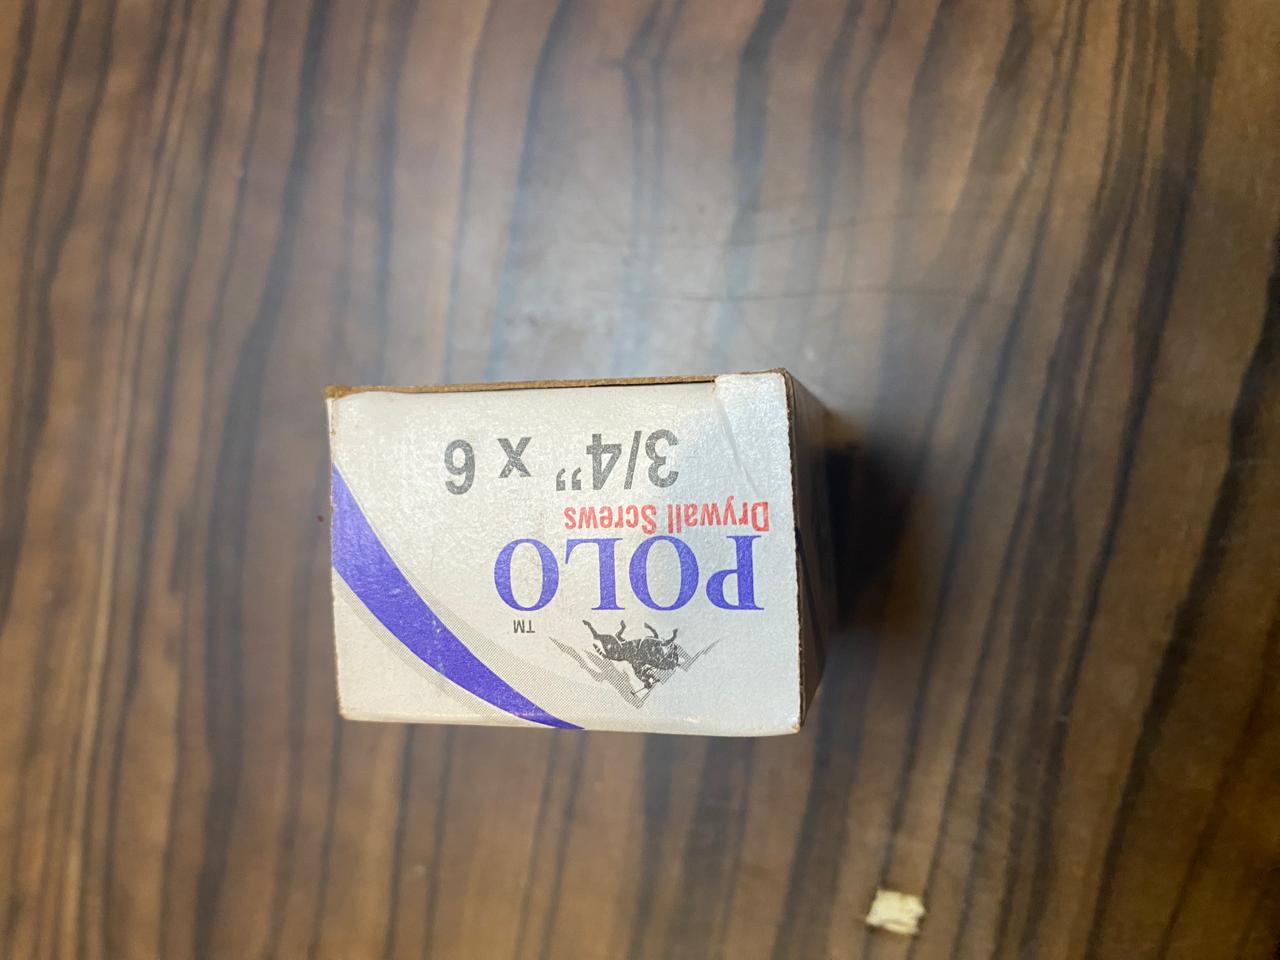 TM
POLO
Drywall Screws
3/4" x 6